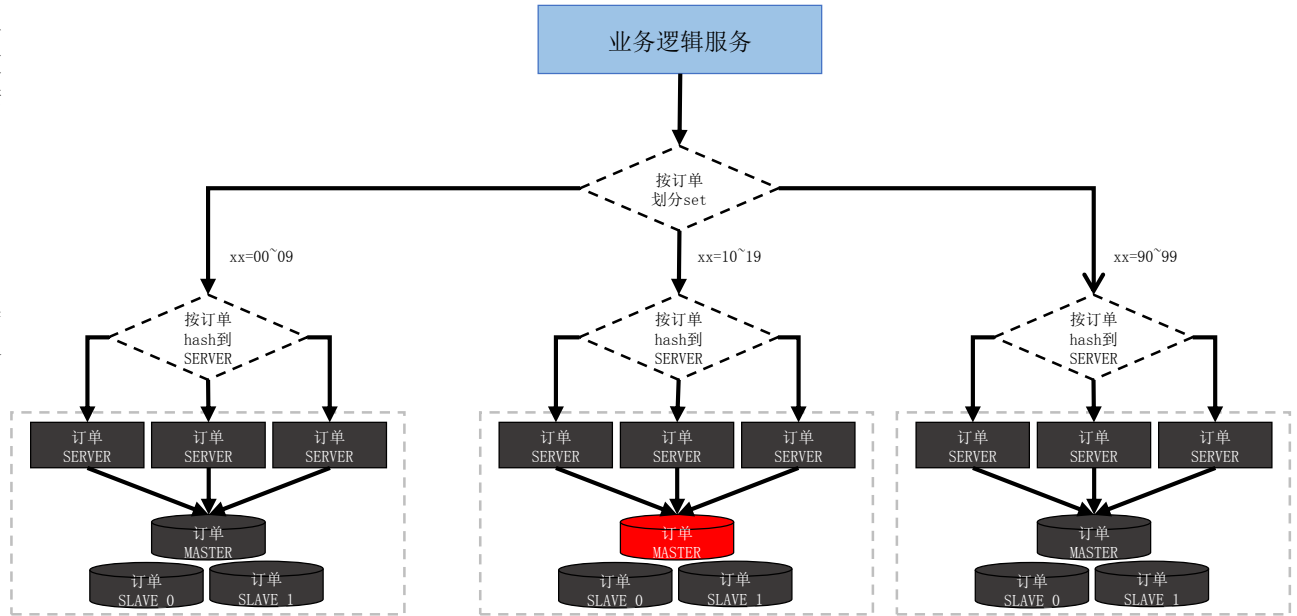 业务逻辑服务
按订单
划分set
xx=00~09
xx=10~19
xx=90~99
按订单
hash到
SERVER
按订单
hash到
SERVER
按订单
hash到
SERVER
订单
SERVER
订单
SERVER
订单
SERVER
订单
SERVER
订单
SERVER
订单
SERVER
订单
SERVER
订单
SERVER
订单
SERVER
订单
MASTER
订单
MASTER
订单
MASTER
订单
SLAVE 0
订单
SLAVE 1
订单
SLAVE 0
订单
SLAVE 1
订单
SLAVE 0
订单
SLAVE 1